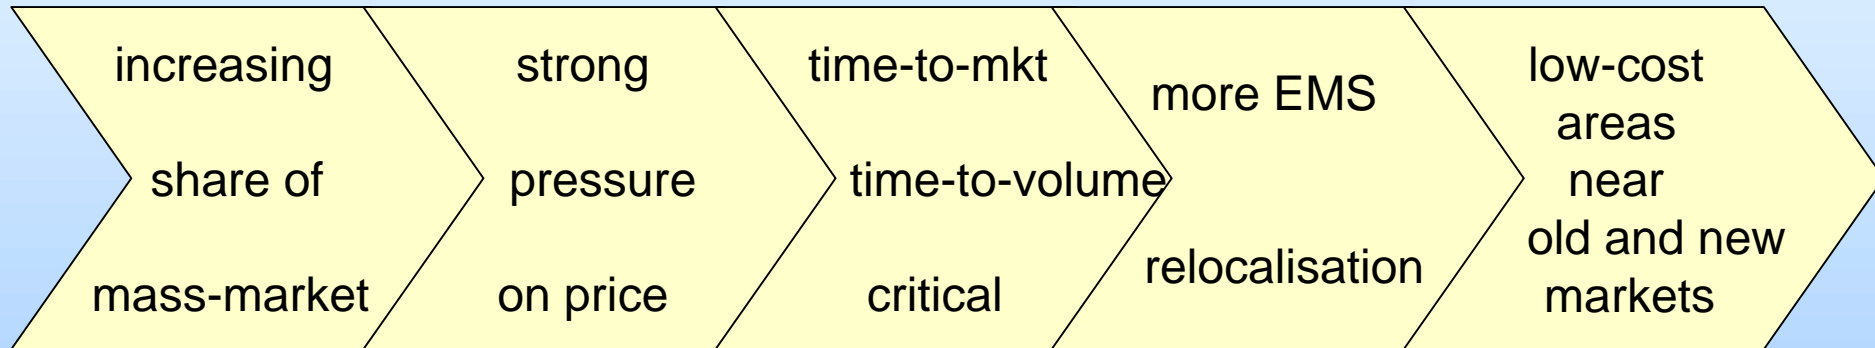 increasing
share of
mass-market
strong
pressure
on price
time-to-mkt
time-to-volume
critical
more EMS
relocalisation
low-cost
areas
near
old and new
markets